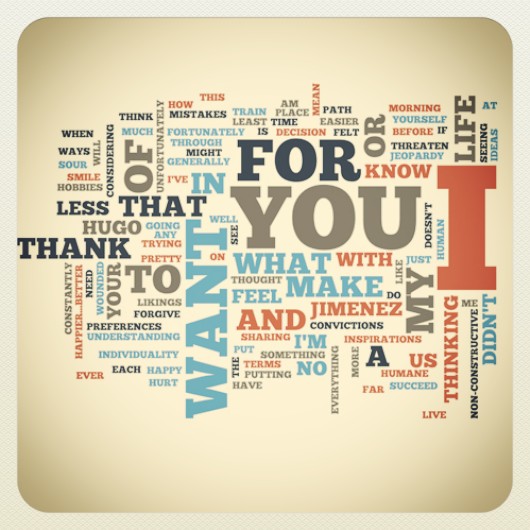 THIS
HOW
MISTAKES
THINK
UNFORTUNATELY
TRAIN
AM
PLACE
MEAN
PATH
LEAST TIME
EASIER
MORNING
YOURSELF
LIFE
AT
WHEN
WILL
CONSIDERING
MUCH
FORTUNATELY
IS
DECISION
FELT
OR
BEFORE
IF
SEEING
IDEAS
WAYS
OF
THROUGH
MIGHT
THREATEN
SOUR
GENERALLY
FOR
JEOPARDY
SMILE
HOBBIES
I'VE
IN
KNOW
I
LESS
THAT
YOU
HUGO
GOING
ANY
WELL
SEE
DOESN'T
HUMAN
THANK
TRYING
PRETTY
ON
WHAT
WITH
LIKE
JUST
CONSTANTLY
HAPPIER...BETTER
NEED
WOUNDED
YOUR
TO
WANT
THOUGHT
MAKE
MY
LIKINGS
FEEL
DO
FORGIVE
AND
JIMENEZ
THINKING
ME
DIDN'T
PREFERENCES
CONVICTIONS
NON-CONSTRUCTIVE
UNDERSTANDING
SHARING
I'M
INSPIRATIONS
INDIVIDUALITY
PUT
SOMETHING
EVERYTHING
MORE
A
US
THE
TERMS
NO
EACH
HAPPY
PUTTING
HUMANE
EVER
HURT
HAVE
FAR
SUCCEED
LIVE